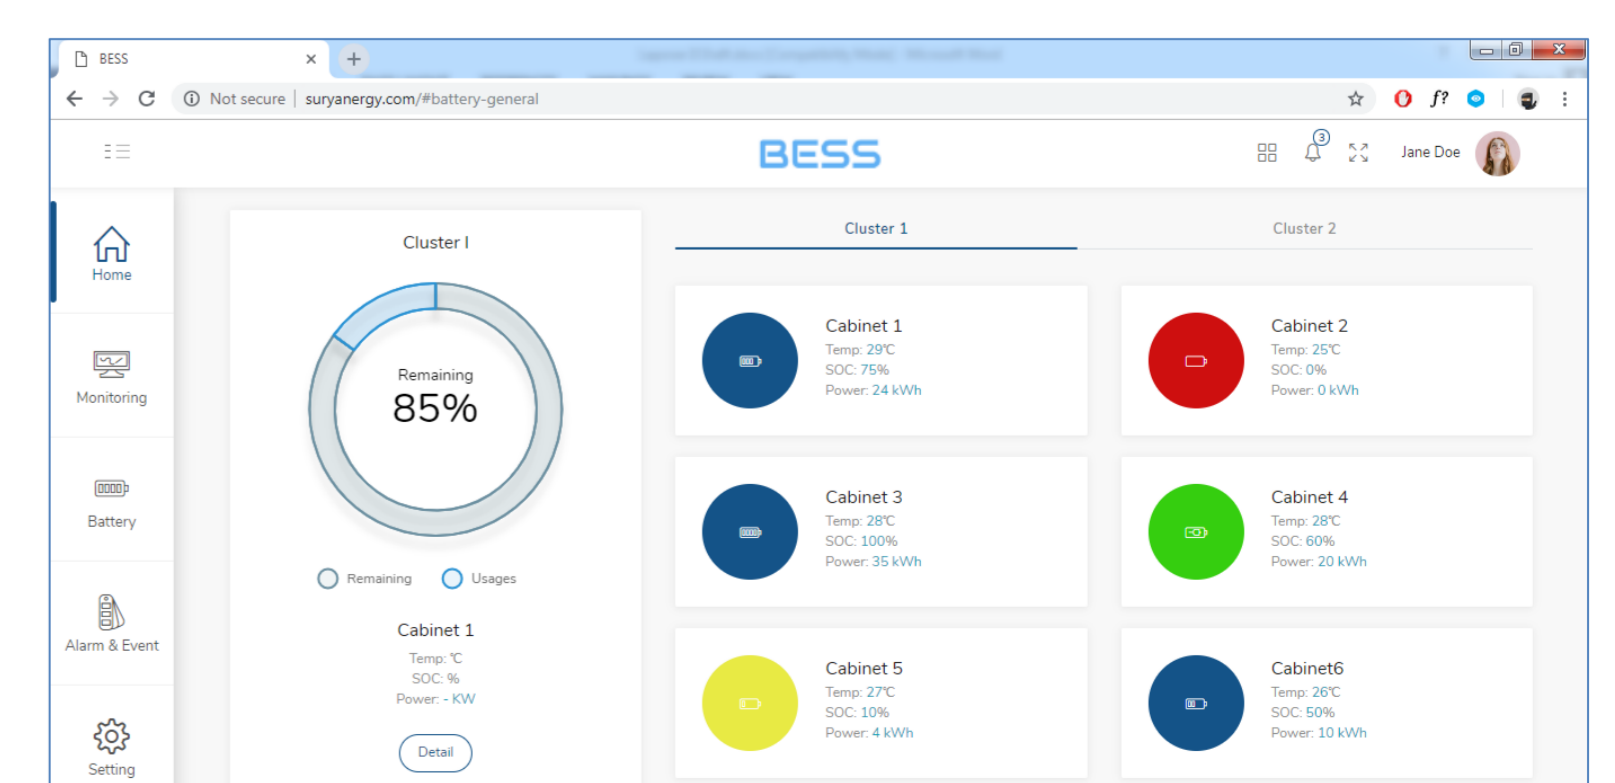 BESS
Not secure | suryanergy.com/#battery-general
f?
BESS
3
Jane Doe
Home
Monitoring
Battery
Alarm & Event
Setting
Cluster I
Remaining
85%
Remaining Usages
Cabinet 1
Temp: °C
SOC: %
Power: - KW
Detail
Cluster 1 Cluster 2
Cabinet 1
Temp: 29°C
SOC: 75%
Power: 24 kWh
Cabinet 2
Temp: 25°C
SOC: 0%
Power: 0 kWh
Cabinet 3
Temp: 28°C
SOC: 100%
Power: 35 kWh
Cabinet 4
Temp: 28°C
SOC: 60%
Power: 20 kWh
Cabinet 5
Temp: 27°C
SOC: 10%
Power: 4 kWh
Cabinet6
Temp: 26°C
SOC: 50%
Power: 10 kWh